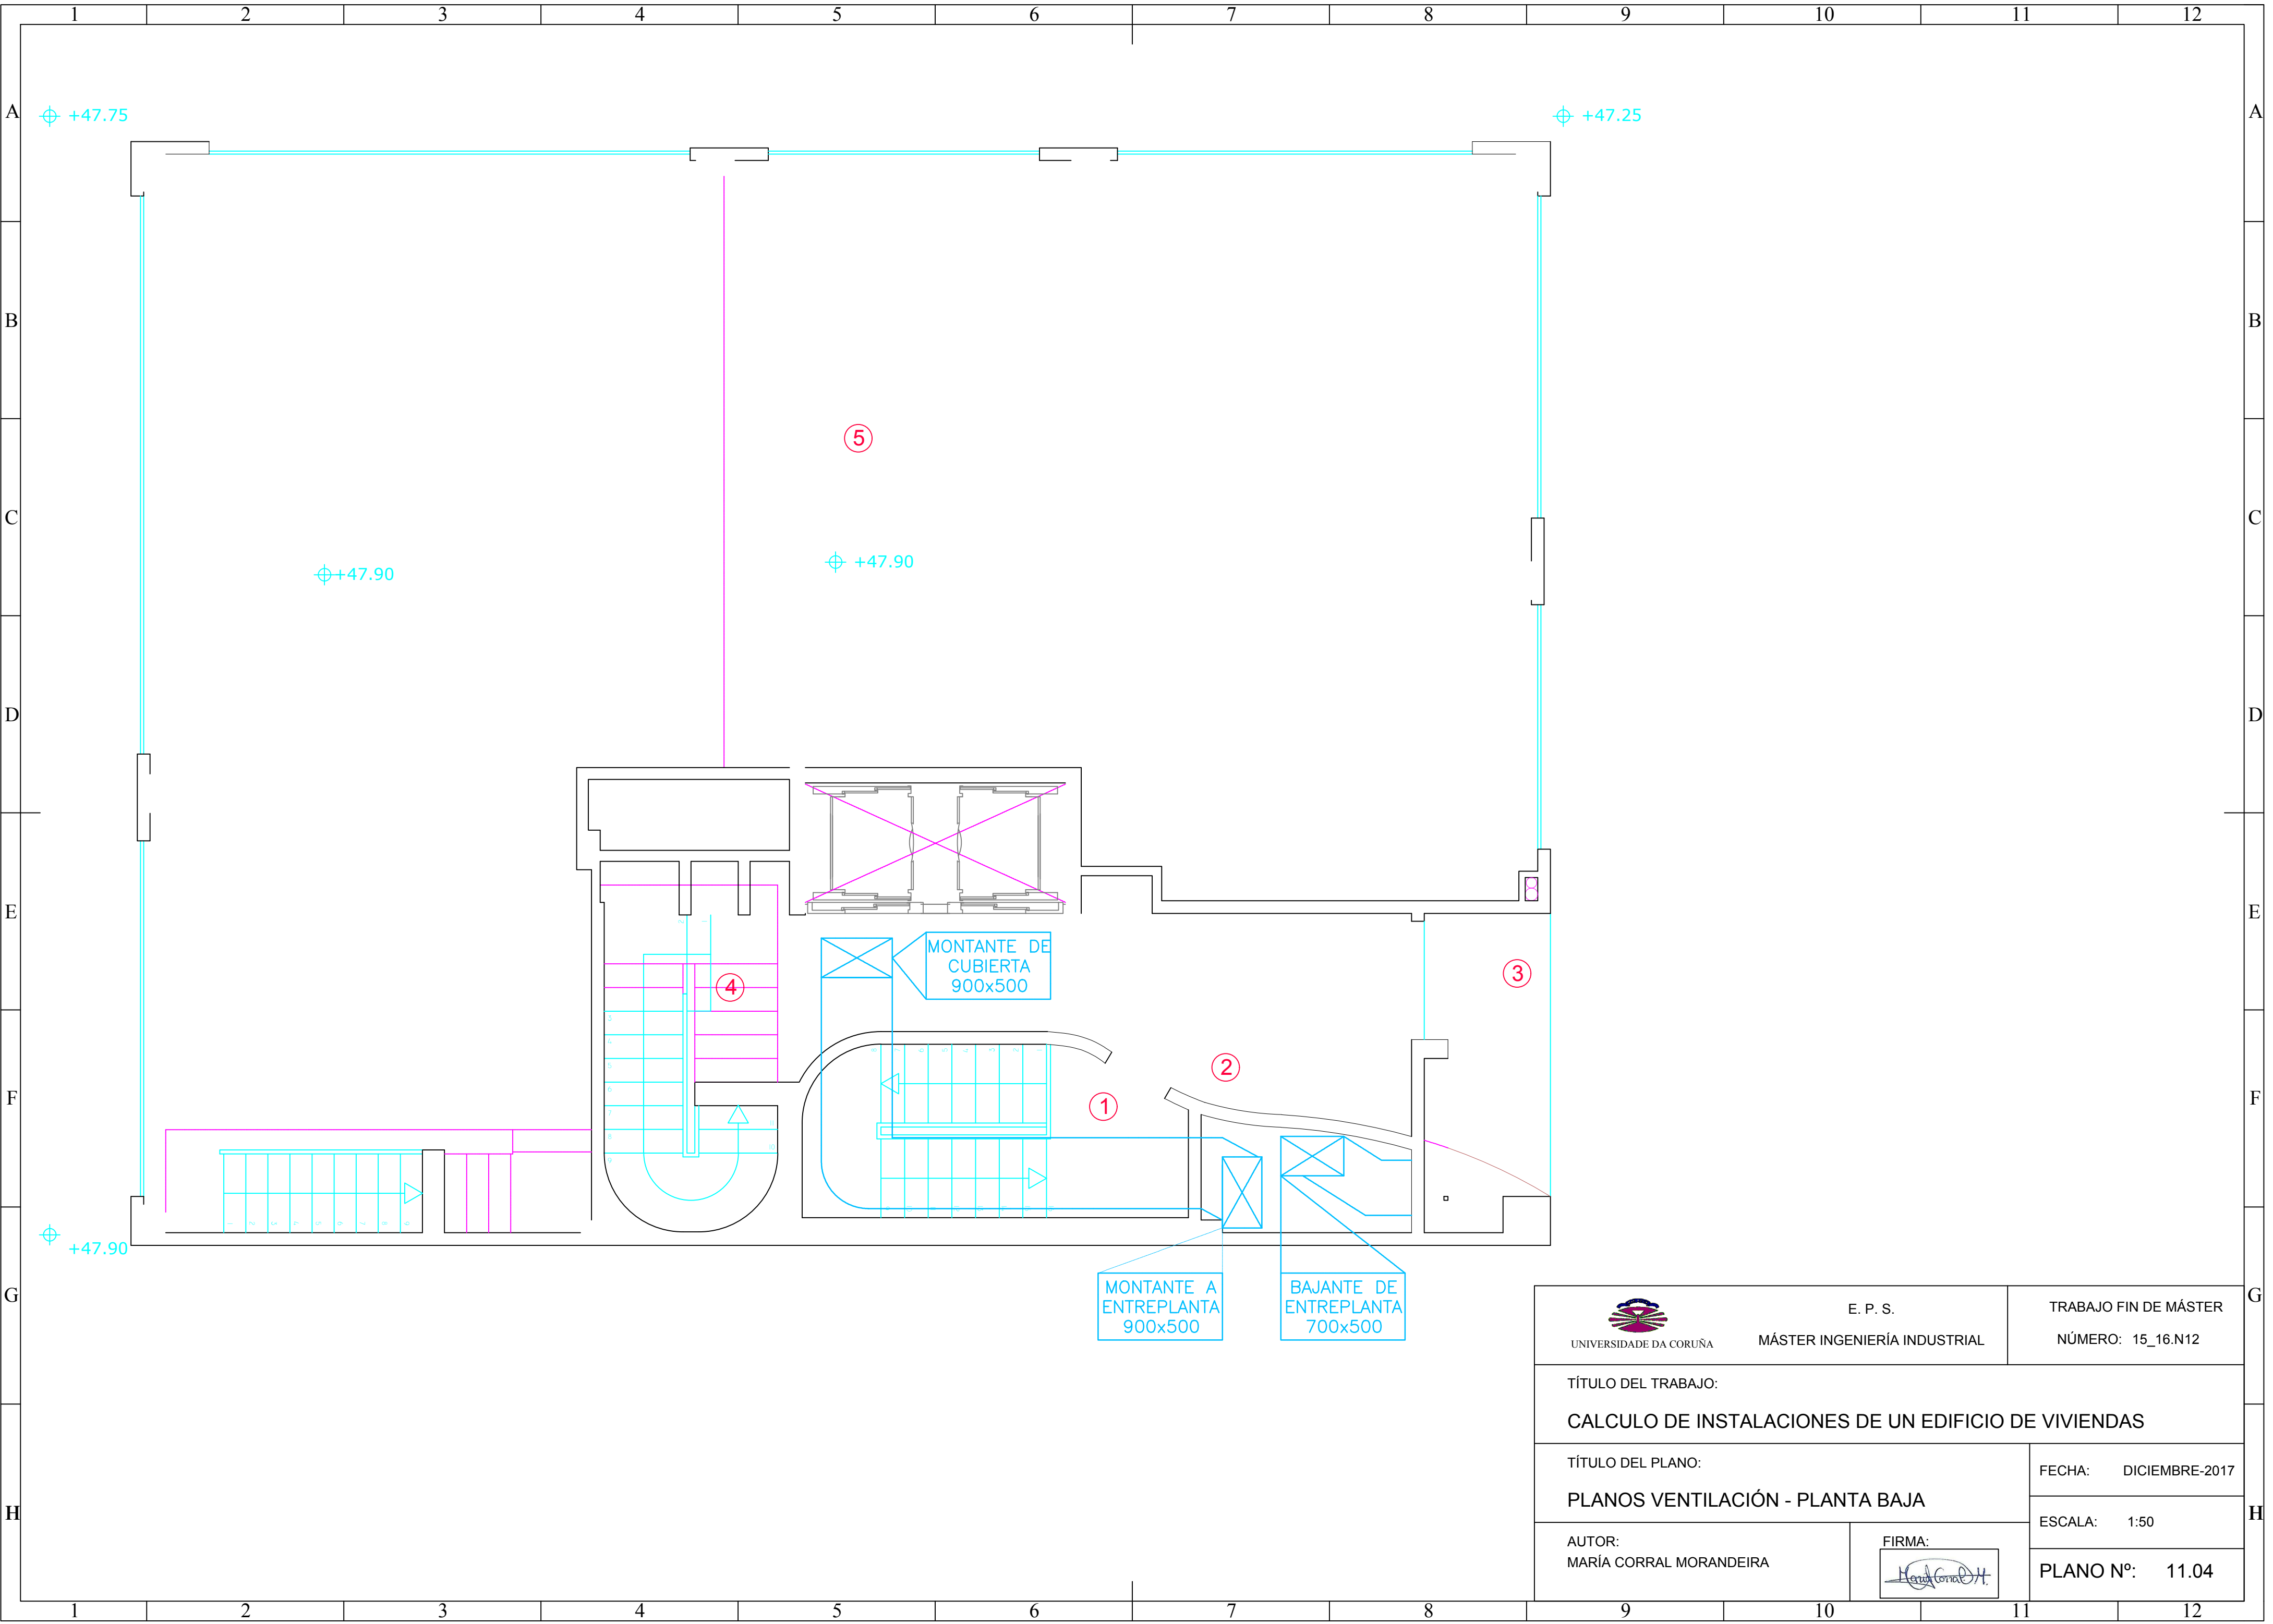 1 2 3 4 5 6 7 8 9 10 11 12
A A
+47.75 +47.25
B B
5
C C
+47.90 +47.90
D D
E E
MONTANTE DE
CUBIERTA
900x500
4
3
2
1
F F
+47.90
MONTANTE A
ENTREPLANTA
900x500
BAJANTE DE
ENTREPLANTA
700x500
G G
UNIVERSIDADE DA CORUÑA
E. P. S.
MÁSTER INGENIERÍA INDUSTRIAL
TRABAJO FIN DE MÁSTER
NÚMERO: 15_16.N12
TÍTULO DEL TRABAJO:
CALCULO DE INSTALACIONES DE UN EDIFICIO DE VIVIENDAS
TÍTULO DEL PLANO:
PLANOS VENTILACIÓN - PLANTA BAJA
FECHA: DICIEMBRE-2017
H H
ESCALA: 1:50
AUTOR:
MARÍA CORRAL MORANDEIRA
FIRMA:
PLANO Nº: 11.04
1 2 3 4 5 6 7 8 9 10 11 12